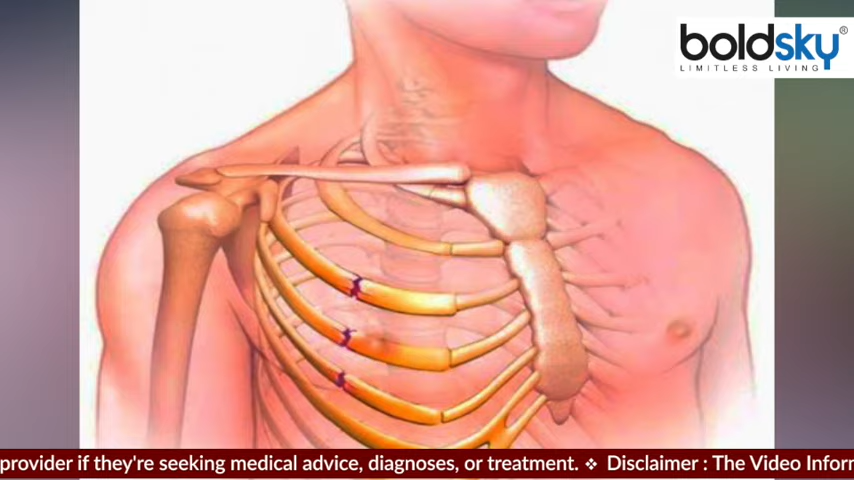 boldsky®
LIMITLESS LIVING
provider if they're seeking medical advice, diagnoses, or treatment. ❖ Disclaimer : The Video Inform